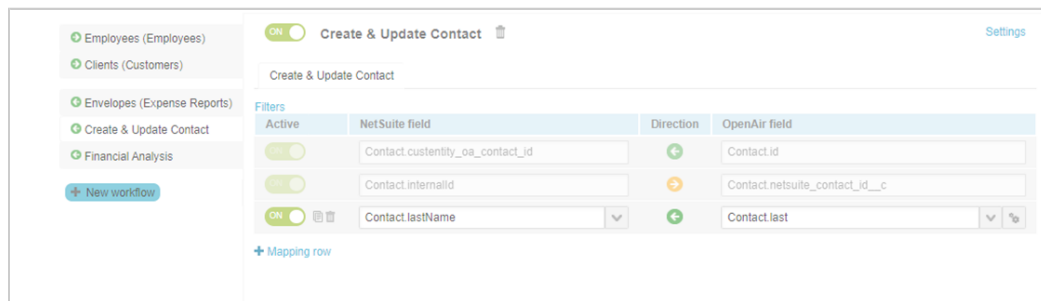 Employees (Employees)
Clients (Customers)
Envelopes (Expense Reports)
Create & Update Contact
Financial Analysis
+ New workflow
ON Create & Update Contact Settings
Create & Update Contact
Filters
Active NetSuite field Direction OpenAir field
ON Contact.custentity_oa_contact_id Contact.id
ON Contact.internalId Contact.netsuite_contact_id__c
ON Contact.lastName Contact.last
+ Mapping row